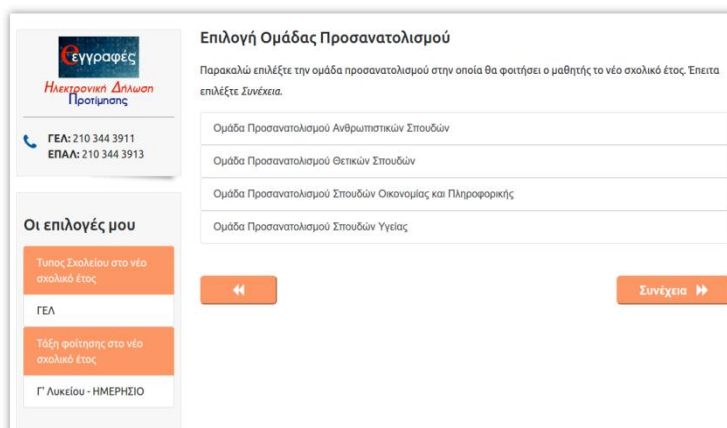 eεγγραφές
Ηλεκτρονική Δήλωση
Προτίμησης
ΓΕΛ: 210 344 3911
ΕΠΑΛ: 210 344 3913
Οι επιλογές μου
Τυπος Σχολείου στο νέο
σχολικό έτος
ΓΕΛ
Τάξη φοίτησης στο νέο
σχολικό έτος
Γ' Λυκείου - ΗΜΕΡΗΣΙΟ
Επιλογή Ομάδας Προσανατολισμού
Παρακαλώ επιλέξτε την ομάδα προσανατολισμού στην οποία θα φοιτήσει ο μαθητής το νέο σχολικό έτος. Έπειτα
επιλέξτε Συνέχεια.
Ομάδα Προσανατολισμού Ανθρωπιστικών Σπουδών
Ομάδα Προσανατολισμού Θετικών Σπουδών
Ομάδα Προσανατολισμού Σπουδών Οικονομίας και Πληροφορικής
Ομάδα Προσανατολισμού Σπουδών Υγείας
Συνέχεια